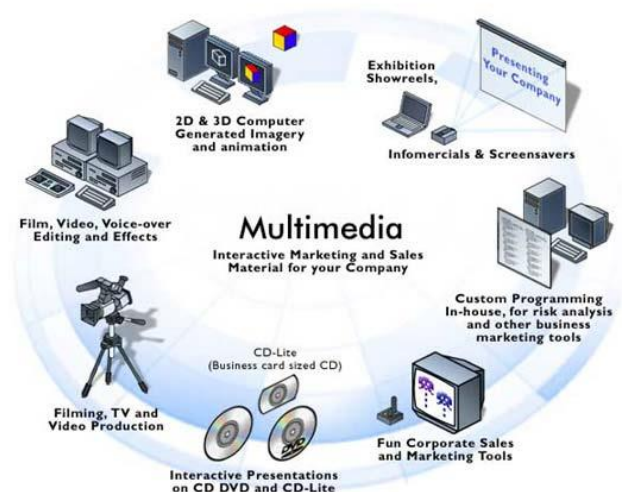 Presenting
Your Company
Exhibition
Showreels,
Infomercials & Screensavers
2D & 3D Computer
Generated Imagery
and animation
Film, Video, Voice-over
Editing and Effects
Multimedia
Interactive Marketing and Sales
Material for your Company
Custom Programming
In-house, for risk analysis
and other business
marketing tools
CD-Lite
(Business card sized CD)
Filming, TV and
Video Production
DVD
Fun Corporate Sales
and Marketing Tools
Interactive Presentations
on CD DVD and CD-Lite